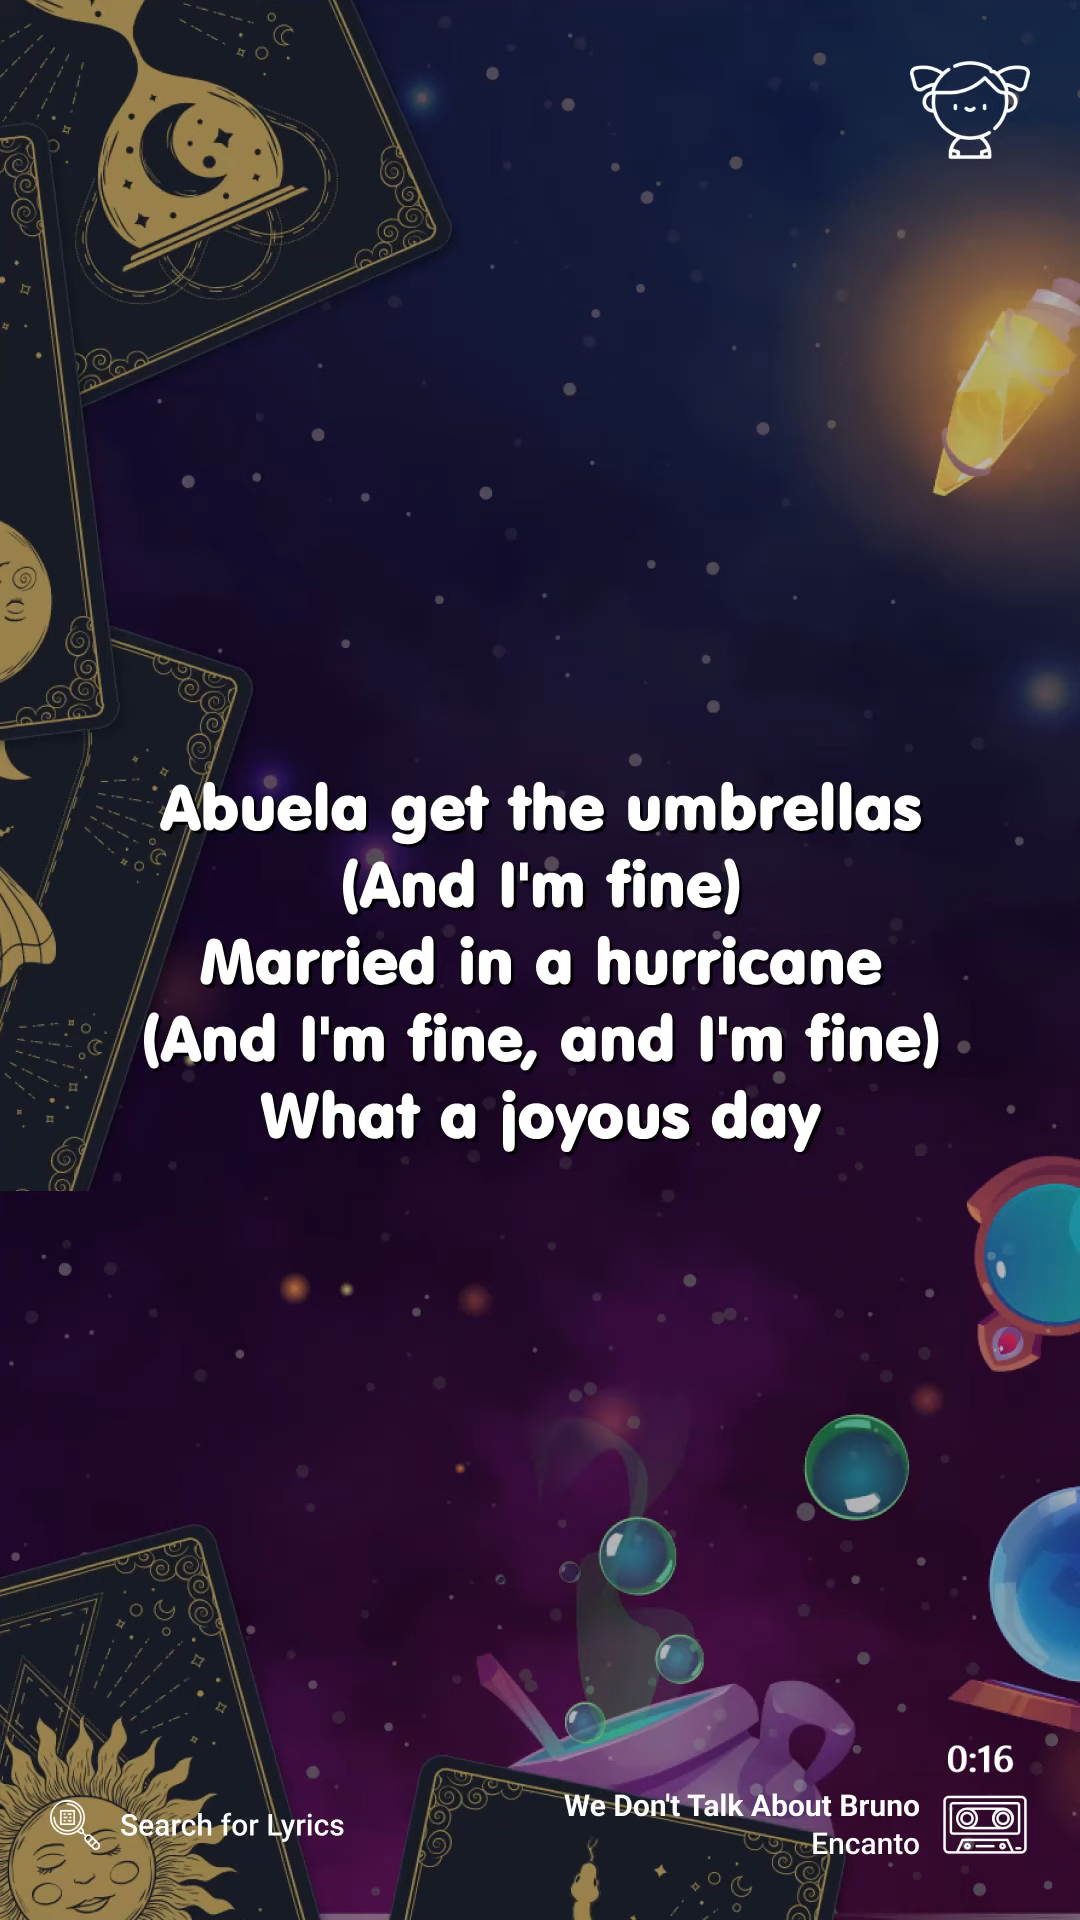 Abuela get the umbrellas
(And I'm fine)
Married in a hurricane
(And I'm fine, and I'm fine)
What a joyous day
0:16
We Don't Talk About Bruno
Encanto
Search for Lyrics